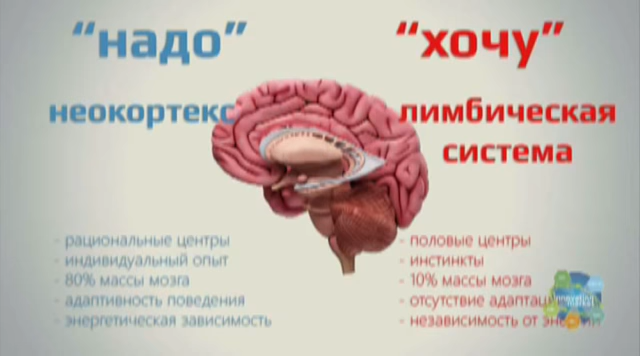 “надо”
неокортекс
- рациональные центры
- индивидуальный опыт
- 80% массы мозга
- адаптивность поведения
- энергетическая зависимость
“хочу”
лимбическая
система
- половые центры
- инстинкты
- 10% массы мозга
- отсутствие
- независимость от